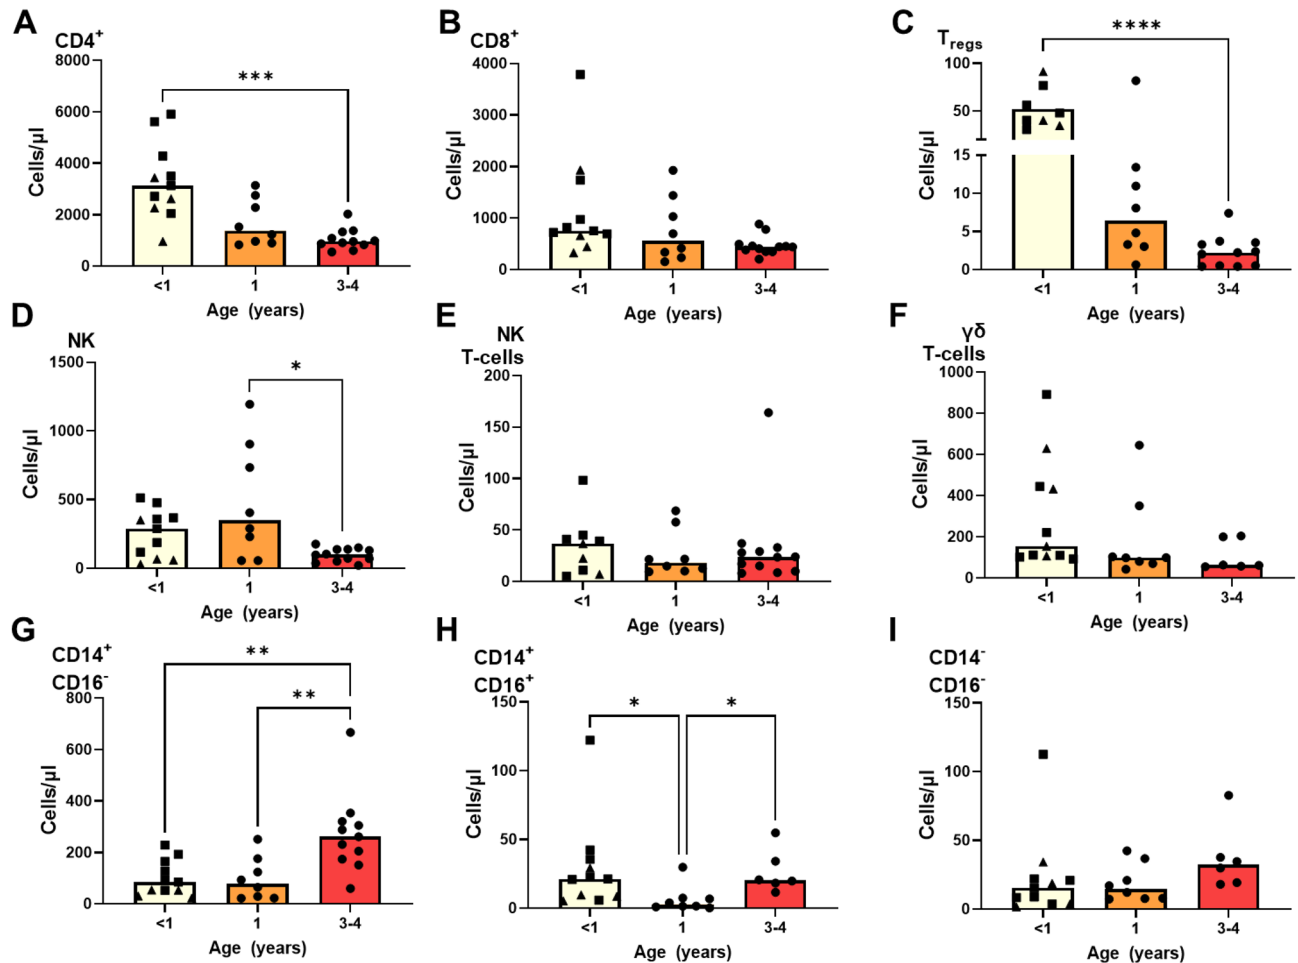 A
CD4⁺
8000
6000
4000
2000
0
Cells/μl
***
<1
1
3-4
Age (years)
B
CD8⁺
4000
3000
2000
1000
0
Cells/μl
<1
1
3-4
Age (years)
C
Tregs
100
50
15
10
5
0
Cells/μl
****
<1
1
3-4
Age (years)
D
NK
1500
1000
500
0
Cells/μl
*
<1
1
3-4
Age (years)
E
NK
T-cells
200
150
100
50
0
Cells/μl
<1
1
3-4
Age (years)
F
γδ
T-cells
1000
800
600
400
200
0
Cells/μl
<1
1
3-4
Age (years)
G
CD14⁺
CD16⁻
800
600
400
200
0
Cells/μl
**
**
<1
1
3-4
Age (years)
H
CD14⁺
CD16⁺
150
100
50
0
Cells/μl
*
*
<1
1
3-4
Age (years)
I
CD14⁻
CD16⁻
150
100
50
0
Cells/μl
<1
1
3-4
Age (years)